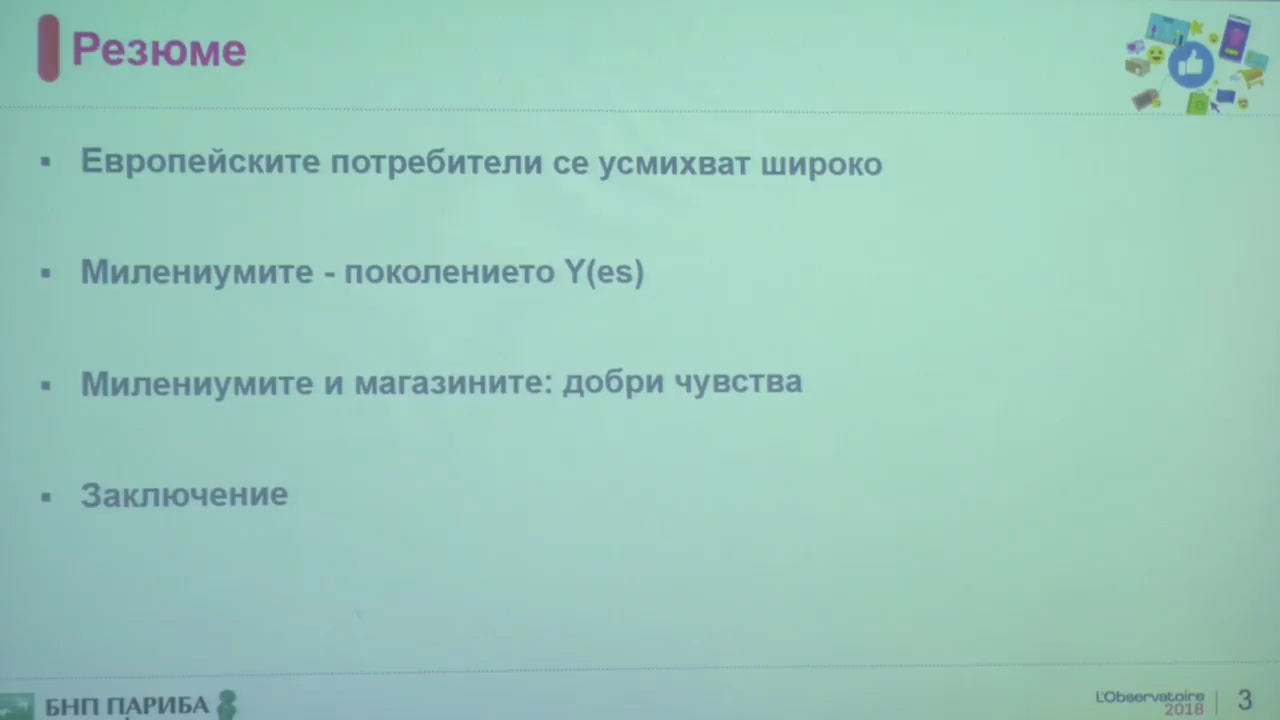 Резюме
▪ Европейските потребители се усмихват широко
▪ Милениумите - поколението Y(es)
▪ Милениумите и магазините: добри чувства
▪ Заключение
БНП ПАРИБА
L'Observatoire
2018
3